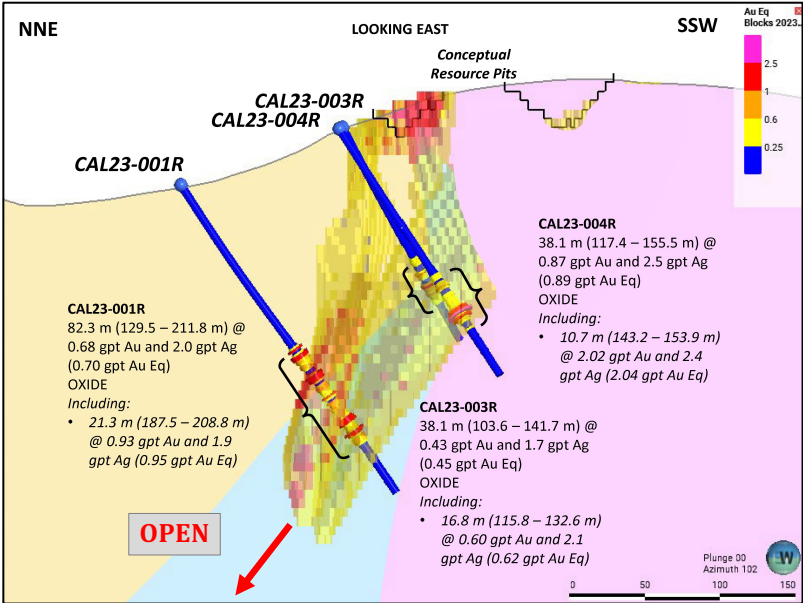 NNE
LOOKING EAST
SSW
Au Eq
Blocks 2023..
2.5
1
0.6
0.25
Conceptual
Resource Pits
CAL23-003R
CAL23-004R
CAL23-001R
CAL23-004R
38.1 m (117.4 – 155.5 m) @
0.87 gpt Au and 2.5 gpt Ag
(0.89 gpt Au Eq)
OXIDE
Including:
• 10.7 m (143.2 – 153.9 m)
@ 2.02 gpt Au and 2.4
gpt Ag (2.04 gpt Au Eq)
CAL23-001R
82.3 m (129.5 – 211.8 m) @
0.68 gpt Au and 2.0 gpt Ag
(0.70 gpt Au Eq)
OXIDE
Including:
• 21.3 m (187.5 – 208.8 m)
@ 0.93 gpt Au and 1.9
gpt Ag (0.95 gpt Au Eq)
CAL23-003R
38.1 m (103.6 – 141.7 m) @
0.43 gpt Au and 1.7 gpt Ag
(0.45 gpt Au Eq)
OXIDE
Including:
• 16.8 m (115.8 – 132.6 m)
@ 0.60 gpt Au and 2.1
gpt Ag (0.62 gpt Au Eq)
OPEN
Plunge 00
Azimuth 102
W
0 50 100 150